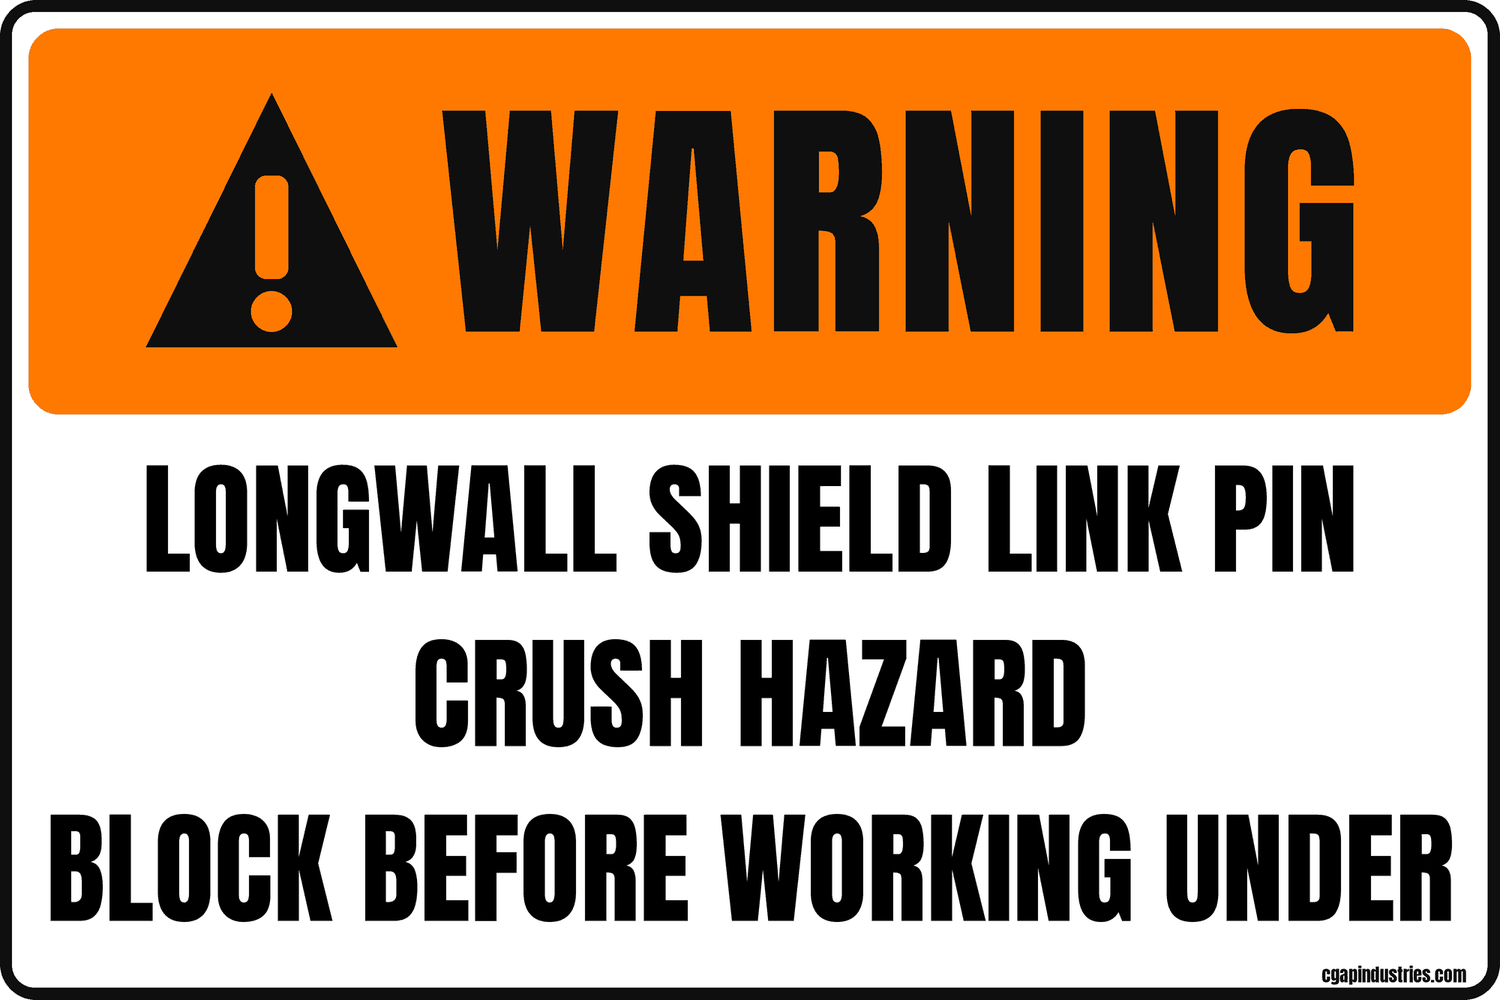 WARNING
LONGWALL SHIELD LINK PIN
CRUSH HAZARD
BLOCK BEFORE WORKING UNDER
cgapindustries.com